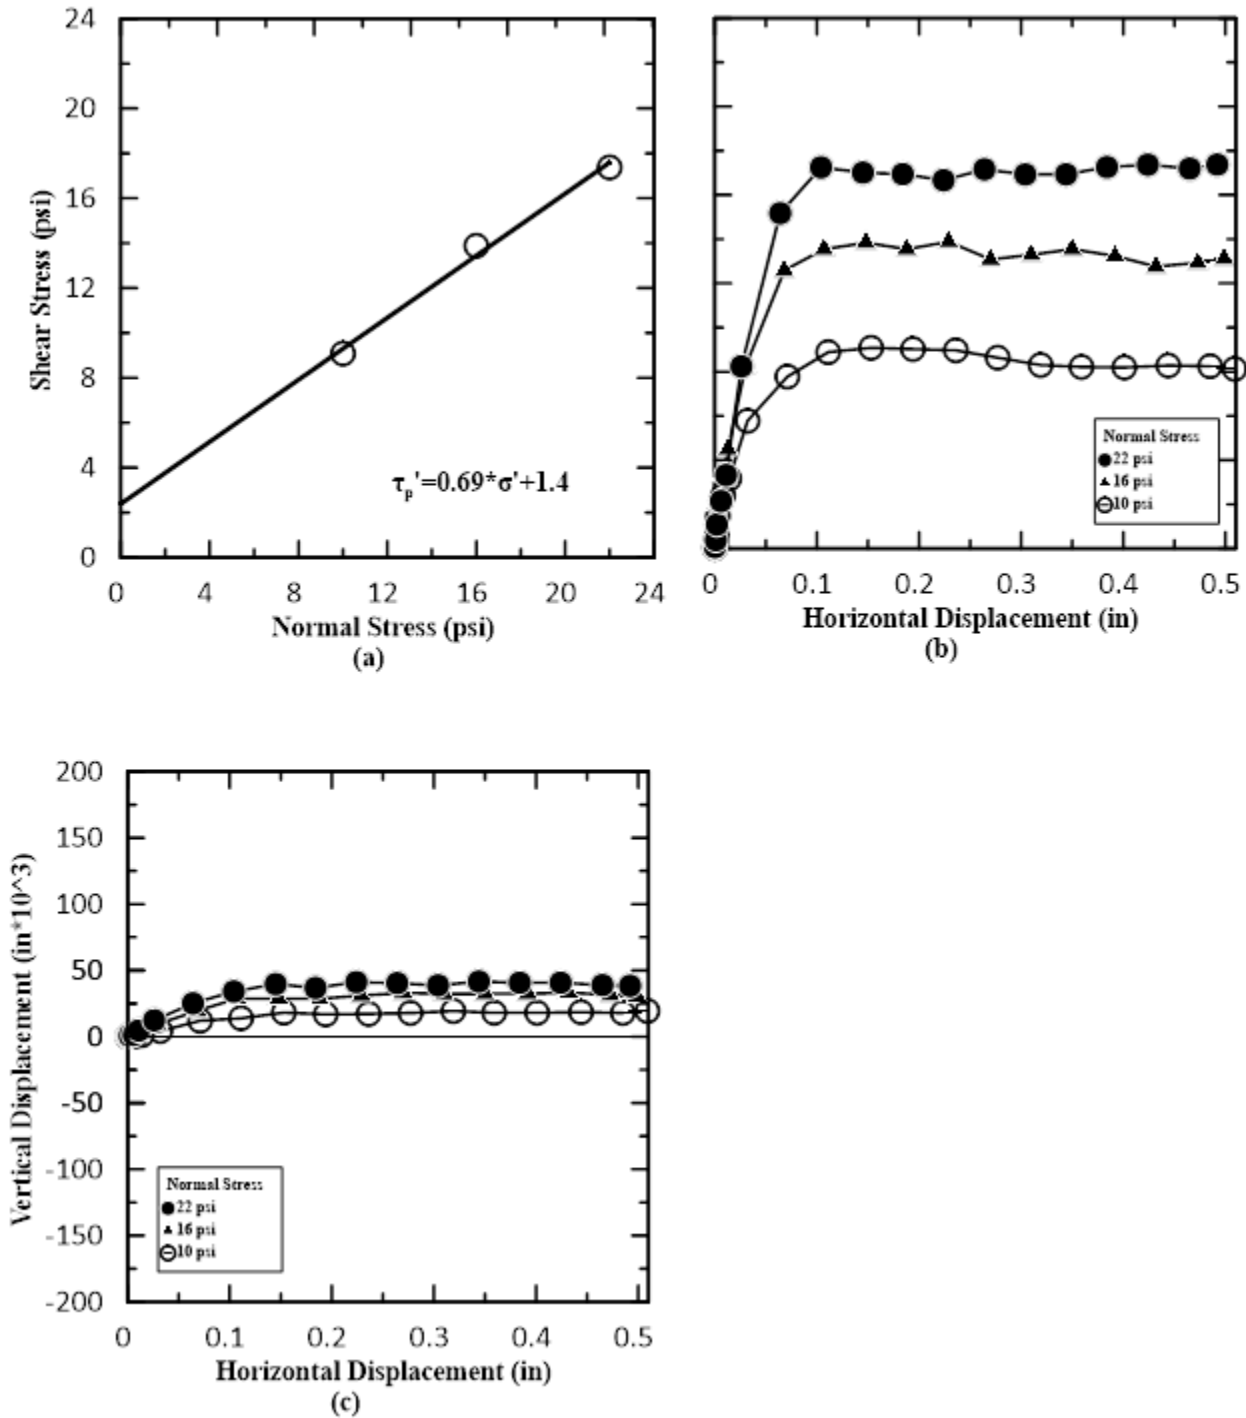 24
20
16
12
8
4
0
Shear Stress (psi)
τp'=0.69*σ'+1.4
0 4 8 12 16 20 24
Normal Stress (psi)
(a)
Normal Stress
22 psi
16 psi
10 psi
0 0.1 0.2 0.3 0.4 0.5
Horizontal Displacement (in)
(b)
200
150
100
50
0
-50
-100
-150
-200
Vertical Displacement (in*10^3)
Normal Stress
22 psi
16 psi
10 psi
0 0.1 0.2 0.3 0.4 0.5
Horizontal Displacement (in)
(c)